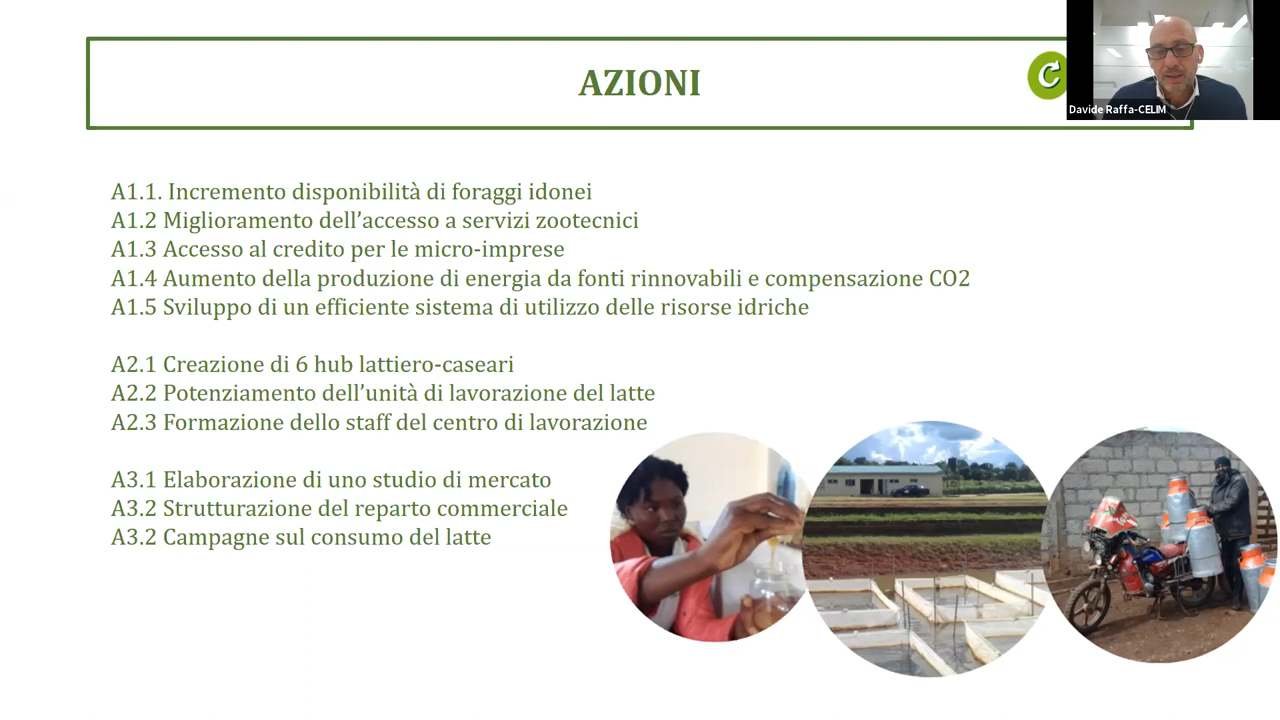 AZIONI
C
Davide Raffa-CELIM
A1.1. Incremento disponibilità di foraggi idonei
A1.2 Miglioramento dell’accesso a servizi zootecnici
A1.3 Accesso al credito per le micro-imprese
A1.4 Aumento della produzione di energia da fonti rinnovabili e compensazione CO2
A1.5 Sviluppo di un efficiente sistema di utilizzo delle risorse idriche
A2.1 Creazione di 6 hub lattiero-caseari
A2.2 Potenziamento dell’unità di lavorazione del latte
A2.3 Formazione dello staff del centro di lavorazione
A3.1 Elaborazione di uno studio di mercato
A3.2 Strutturazione del reparto commerciale
A3.2 Campagne sul consumo del latte